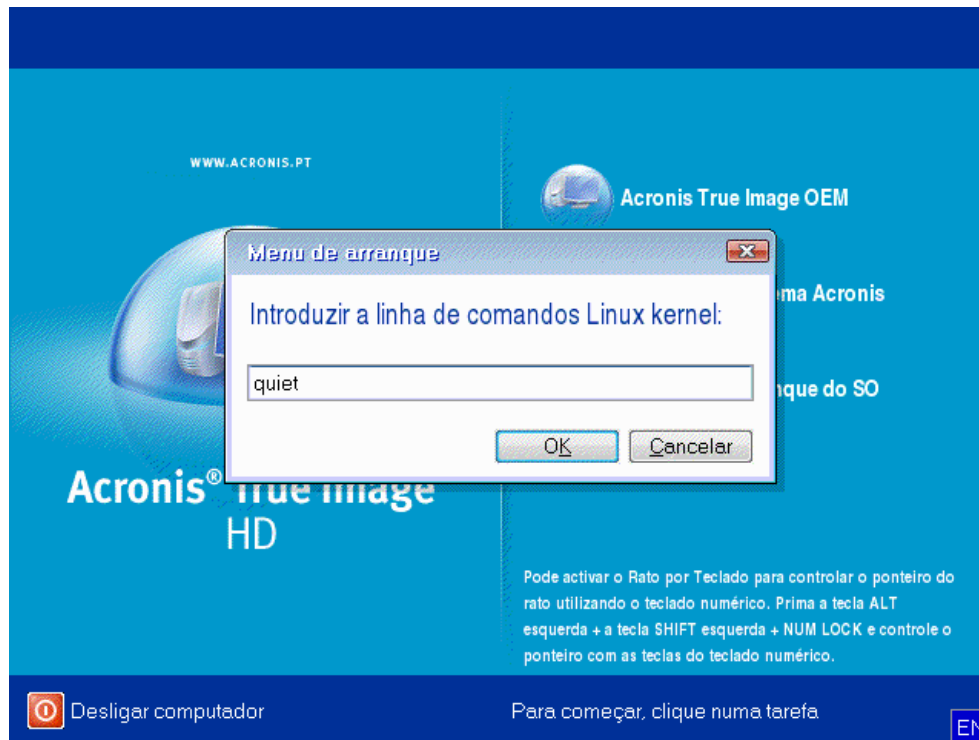 WWW.ACRONIS.PT
Acronis True Image OEM
ma Acronis
que do SO
Menu de arranque
Introduzir a linha de comandos Linux kernel:
quiet
OK
Cancelar
Acronis® True Image
HD
Pode activar o Rato por Teclado para controlar o ponteiro do
rato utilizando o teclado numérico. Prima a tecla ALT
esquerda + a tecla SHIFT esquerda + NUM LOCK e controle o
ponteiro com as teclas do teclado numérico.
Desligar computador
Para começar, clique numa tarefa
EN